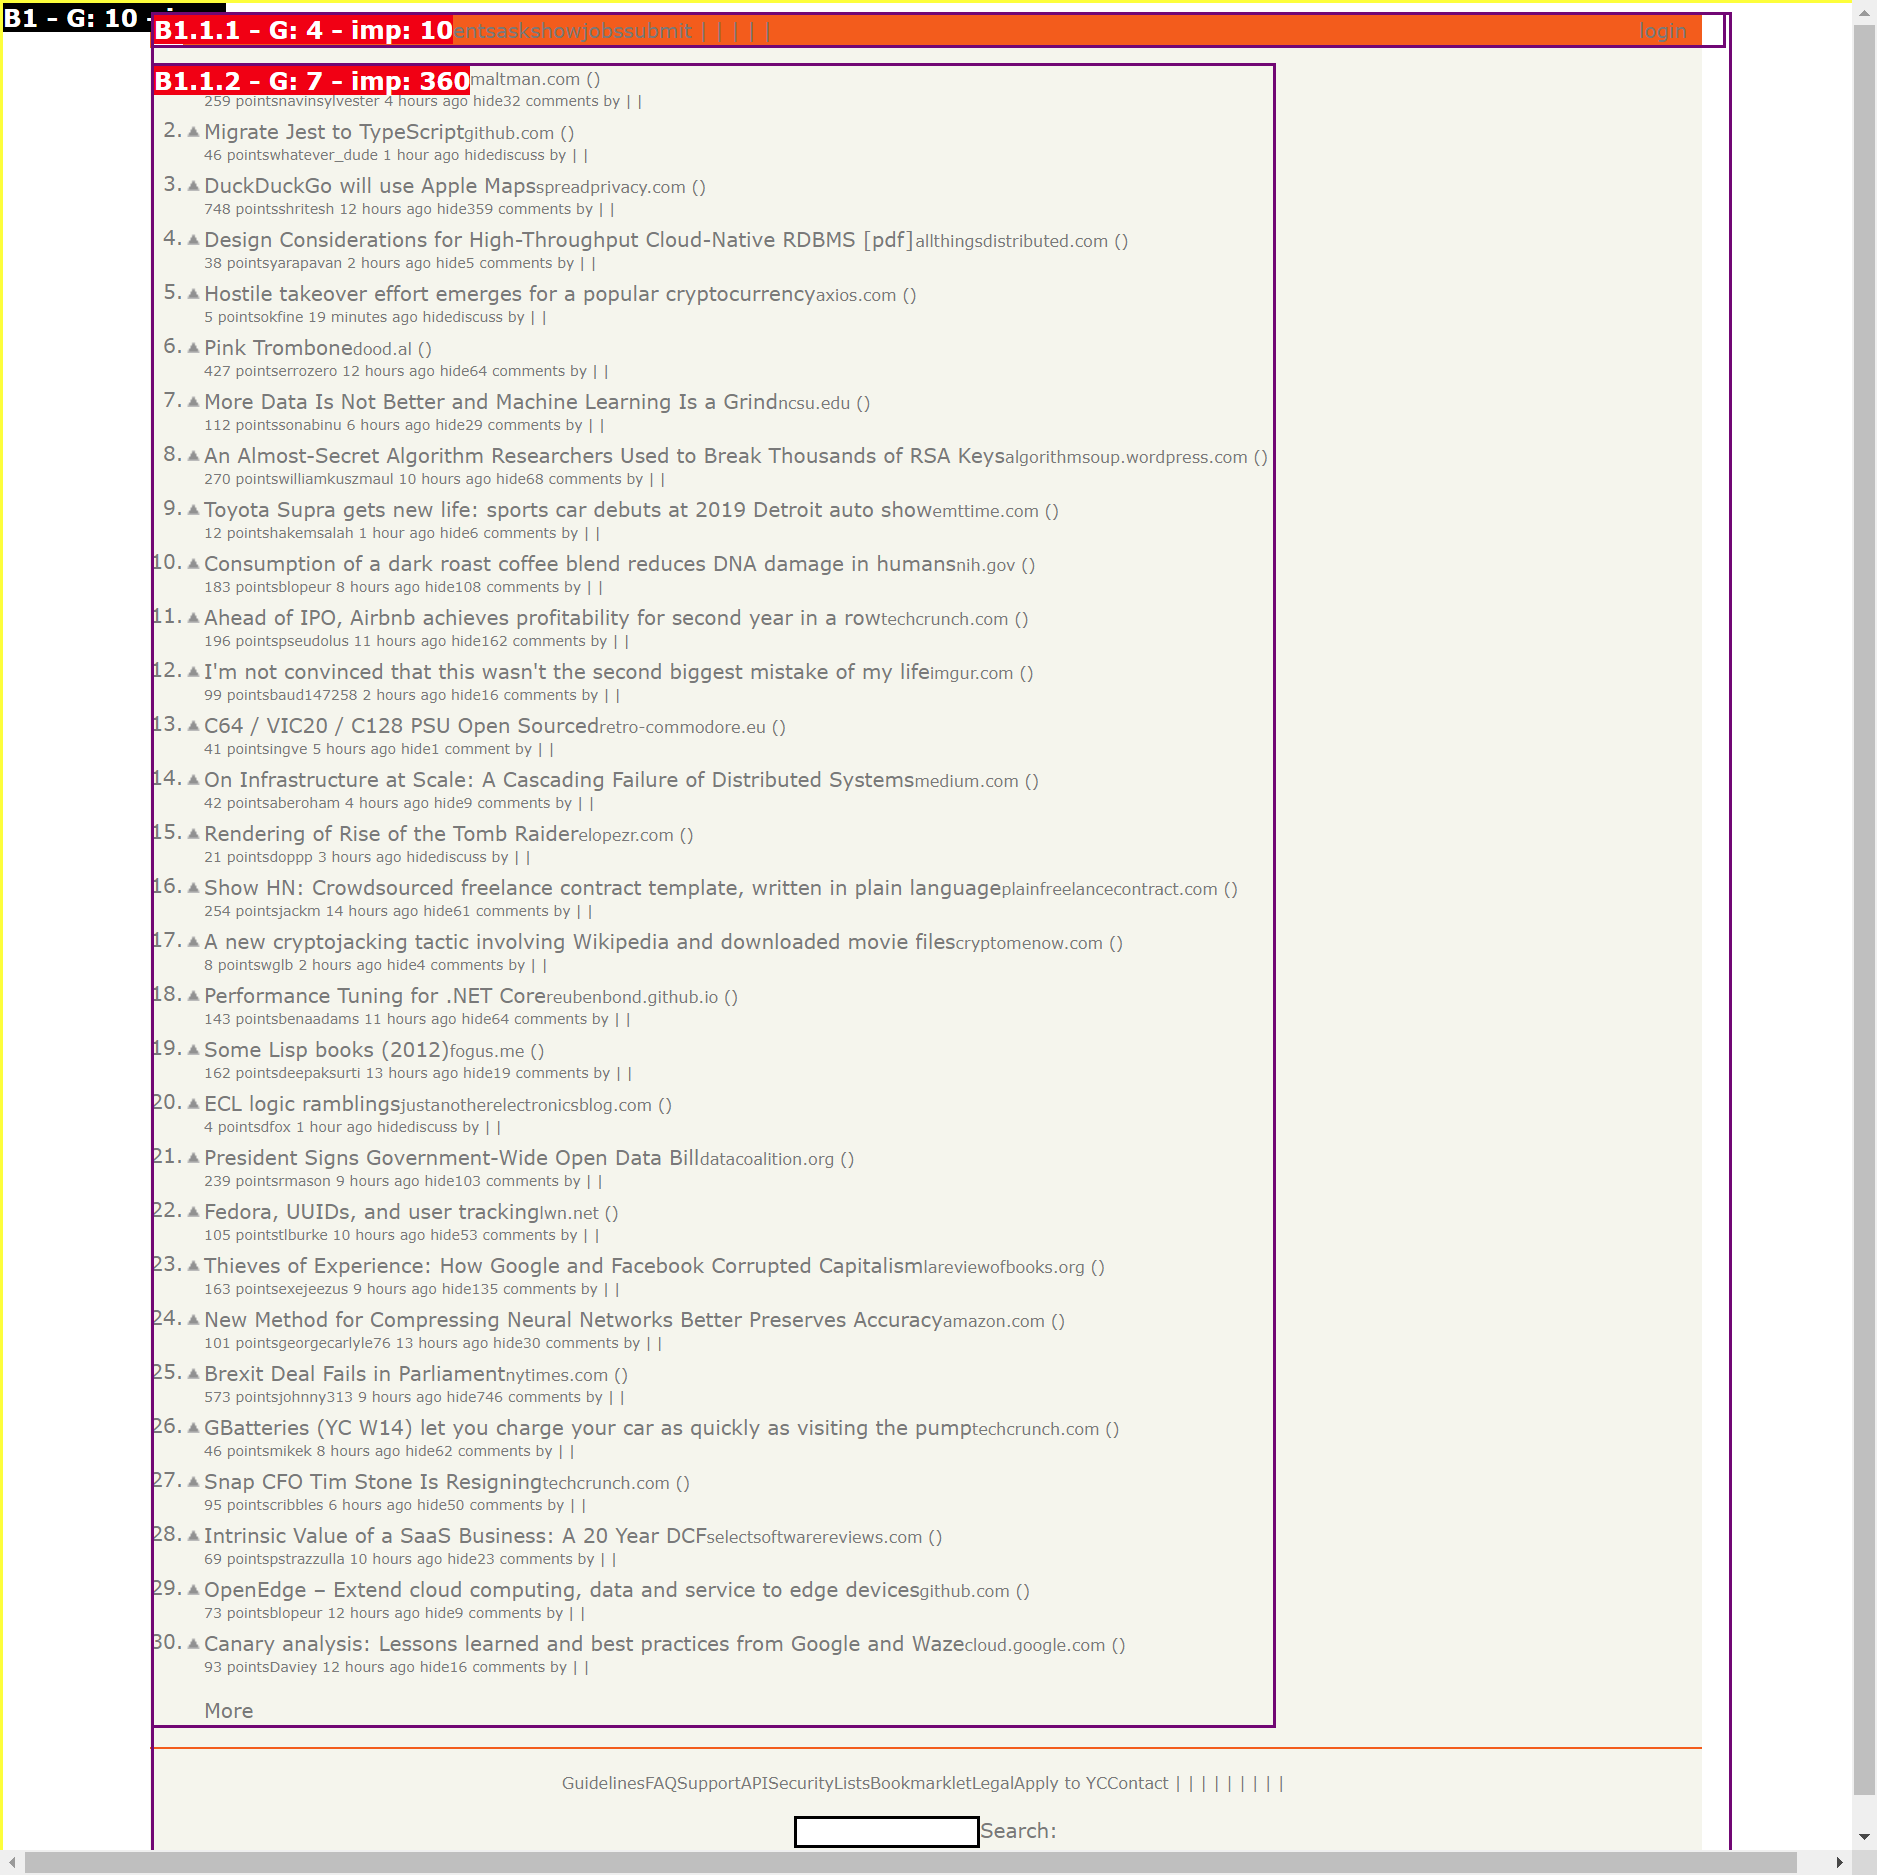 B1 - G: 10 -
B1.1.1 - G: 4 - imp: 10entsaskshowjobssubmit | | | | |
login
B1.1.2 - G: 7 - imp: 360maltman.com ()
259 pointsnavinsylvester 4 hours ago hide32 comments by | |
2. Migrate Jest to TypeScriptgithub.com ()
46 pointswhatever_dude 1 hour ago hidediscuss by | |
3. DuckDuckGo will use Apple Mapsspreadprivacy.com ()
748 pointsshritesh 12 hours ago hide359 comments by | |
4. Design Considerations for High-Throughput Cloud-Native RDBMS [pdf]allthingsdistributed.com ()
38 pointsyarapavan 2 hours ago hide5 comments by | |
5. Hostile takeover effort emerges for a popular cryptocurrencyaxios.com ()
5 pointsokfine 19 minutes ago hidediscuss by | |
6. Pink Trombonedood.al ()
427 pointserrozero 12 hours ago hide64 comments by | |
7. More Data Is Not Better and Machine Learning Is a Grindncsu.edu ()
112 pointssonabinu 6 hours ago hide29 comments by | |
8. An Almost-Secret Algorithm Researchers Used to Break Thousands of RSA Keysalgorithmsoup.wordpress.com ()
270 pointswilliamkuszmaul 10 hours ago hide68 comments by | |
9. Toyota Supra gets new life: sports car debuts at 2019 Detroit auto showemttime.com ()
12 pointshakemsalah 1 hour ago hide6 comments by | |
10. Consumption of a dark roast coffee blend reduces DNA damage in humansnih.gov ()
183 pointsblopeur 8 hours ago hide108 comments by | |
11. Ahead of IPO, Airbnb achieves profitability for second year in a rowtechcrunch.com ()
196 pointspseudolus 11 hours ago hide162 comments by | |
12. I'm not convinced that this wasn't the second biggest mistake of my lifeimgur.com ()
99 pointsbaud147258 2 hours ago hide16 comments by | |
13. C64 / VIC20 / C128 PSU Open Sourcedretro-commodore.eu ()
41 pointsingve 5 hours ago hide1 comment by | |
14. On Infrastructure at Scale: A Cascading Failure of Distributed Systemsmedium.com ()
42 pointsaberoham 4 hours ago hide9 comments by | |
15. Rendering of Rise of the Tomb Raiderelopezr.com ()
21 pointsdoppp 3 hours ago hidediscuss by | |
16. Show HN: Crowdsourced freelance contract template, written in plain languageplainfreelancecontract.com ()
254 pointsjackm 14 hours ago hide61 comments by | |
17. A new cryptojacking tactic involving Wikipedia and downloaded movie filescryptomenow.com ()
8 pointswglb 2 hours ago hide4 comments by | |
18. Performance Tuning for .NET Corereubenbond.github.io ()
143 pointsbenaadams 11 hours ago hide64 comments by | |
19. Some Lisp books (2012)fogus.me ()
162 pointsdeepaksurti 13 hours ago hide19 comments by | |
20. ECL logic ramblingsjustanotherelectronicsblog.com ()
4 pointsdfox 1 hour ago hidediscuss by | |
21. President Signs Government-Wide Open Data Billdatacoalition.org ()
239 pointsrmason 9 hours ago hide103 comments by | |
22. Fedora, UUIDs, and user trackinglwn.net ()
105 pointstlburke 10 hours ago hide53 comments by | |
23. Thieves of Experience: How Google and Facebook Corrupted Capitalismlareviewofbooks.org ()
163 pointsexejeezus 9 hours ago hide135 comments by | |
24. New Method for Compressing Neural Networks Better Preserves Accuracyamazon.com ()
101 pointsgeorgecarlyle76 13 hours ago hide30 comments by | |
25. Brexit Deal Fails in Parliamentnytimes.com ()
573 pointsjohnny313 9 hours ago hide746 comments by | |
26. GBatteries (YC W14) let you charge your car as quickly as visiting the pumptechcrunch.com ()
46 pointsmikek 8 hours ago hide62 comments by | |
27. Snap CFO Tim Stone Is Resigningtechcrunch.com ()
95 pointscribbles 6 hours ago hide50 comments by | |
28. Intrinsic Value of a SaaS Business: A 20 Year DCFselectsoftwarereviews.com ()
69 pointspstrazzulla 10 hours ago hide23 comments by | |
29. OpenEdge – Extend cloud computing, data and service to edge devicesgithub.com ()
73 pointsblopeur 12 hours ago hide9 comments by | |
30. Canary analysis: Lessons learned and best practices from Google and Wazecloud.google.com ()
93 pointsDaviey 12 hours ago hide16 comments by | |
More
GuidelinesFAQSupportAPISecurityListsBookmarkletLegalApply to YCContact | | | | | | | | |
Search: